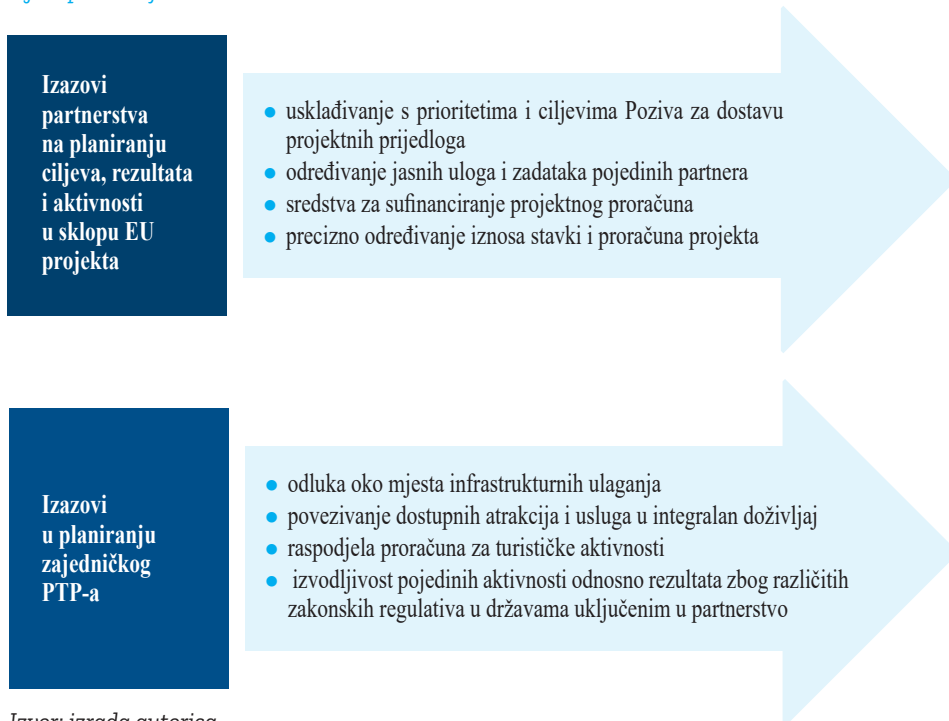 Izazovi
partnerstva
na planiranju
ciljeva, rezultata
i aktivnosti
u sklopu EU
projekta
● usklađivanje s prioritetima i ciljevima Poziva za dostavu
projektnih prijedloga
● određivanje jasnih uloga i zadataka pojedinih partnera
● sredstva za sufinanciranje projektnog proračuna
● precizno određivanje iznosa stavki i proračuna projekta
Izazovi
u planiranju
zajedničkog
PTP-a
● odluka oko mjesta infrastrukturnih ulaganja
● povezivanje dostupnih atrakcija i usluga u integralan doživljaj
● raspodjela proračuna za turističke aktivnosti
● izvodljivost pojedinih aktivnosti odnosno rezultata zbog različitih
zakonskih regulativa u državama uključenim u partnerstvo
Izvor: izrada autorica